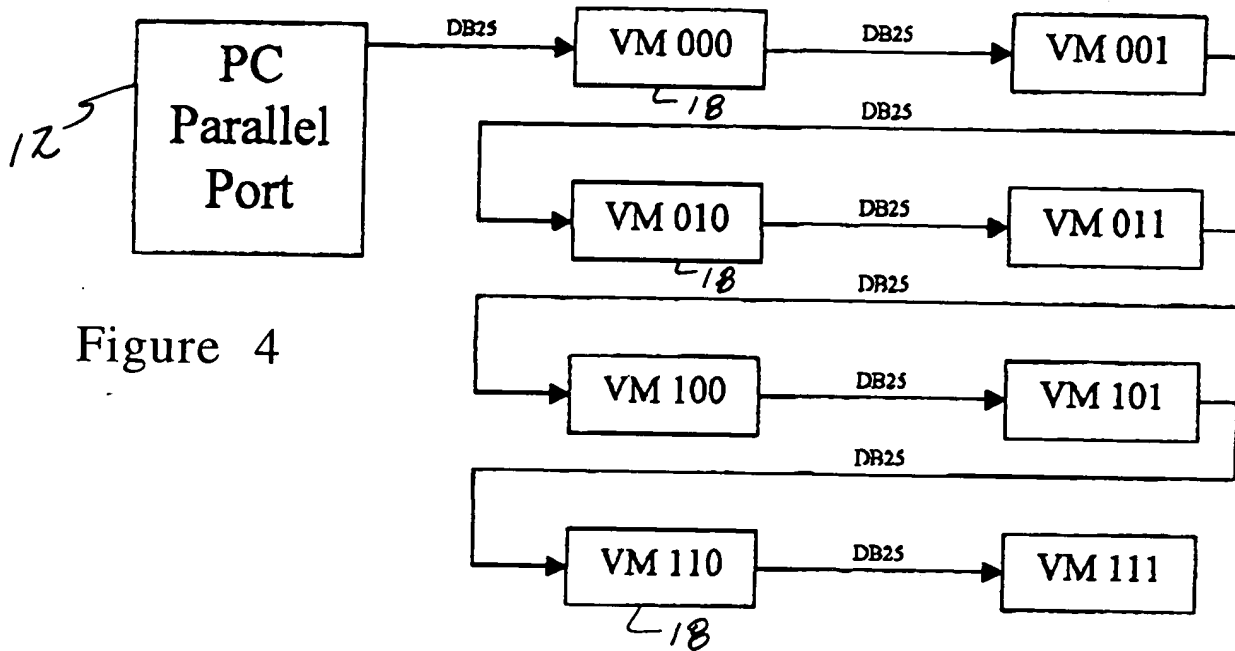 DB25
VM 000
DB25
VM 001
PC
Parallel
Port
12
18
DB25
VM 010
DB25
VM 011
18
DB25
Figure 4
VM 100
DB25
VM 101
DB25
VM 110
DB25
VM 111
18